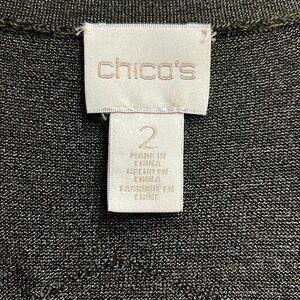 chico's
2
MADE IN
CHINA
HECHO EN
CHINA
FABRIQUÉ EN
CHINE